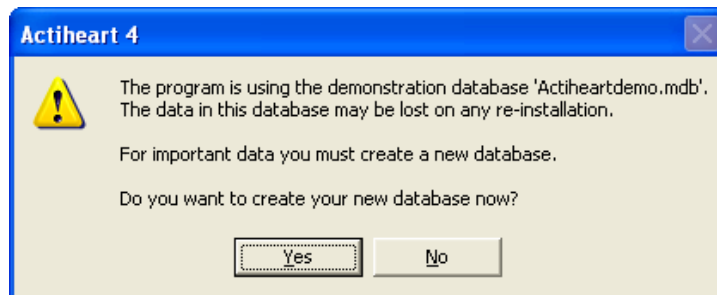 Actiheart 4
The program is using the demonstration database 'Actiheartdemo.mdb'.
The data in this database may be lost on any re-installation.
For important data you must create a new database.
Do you want to create your new database now?
Yes
No